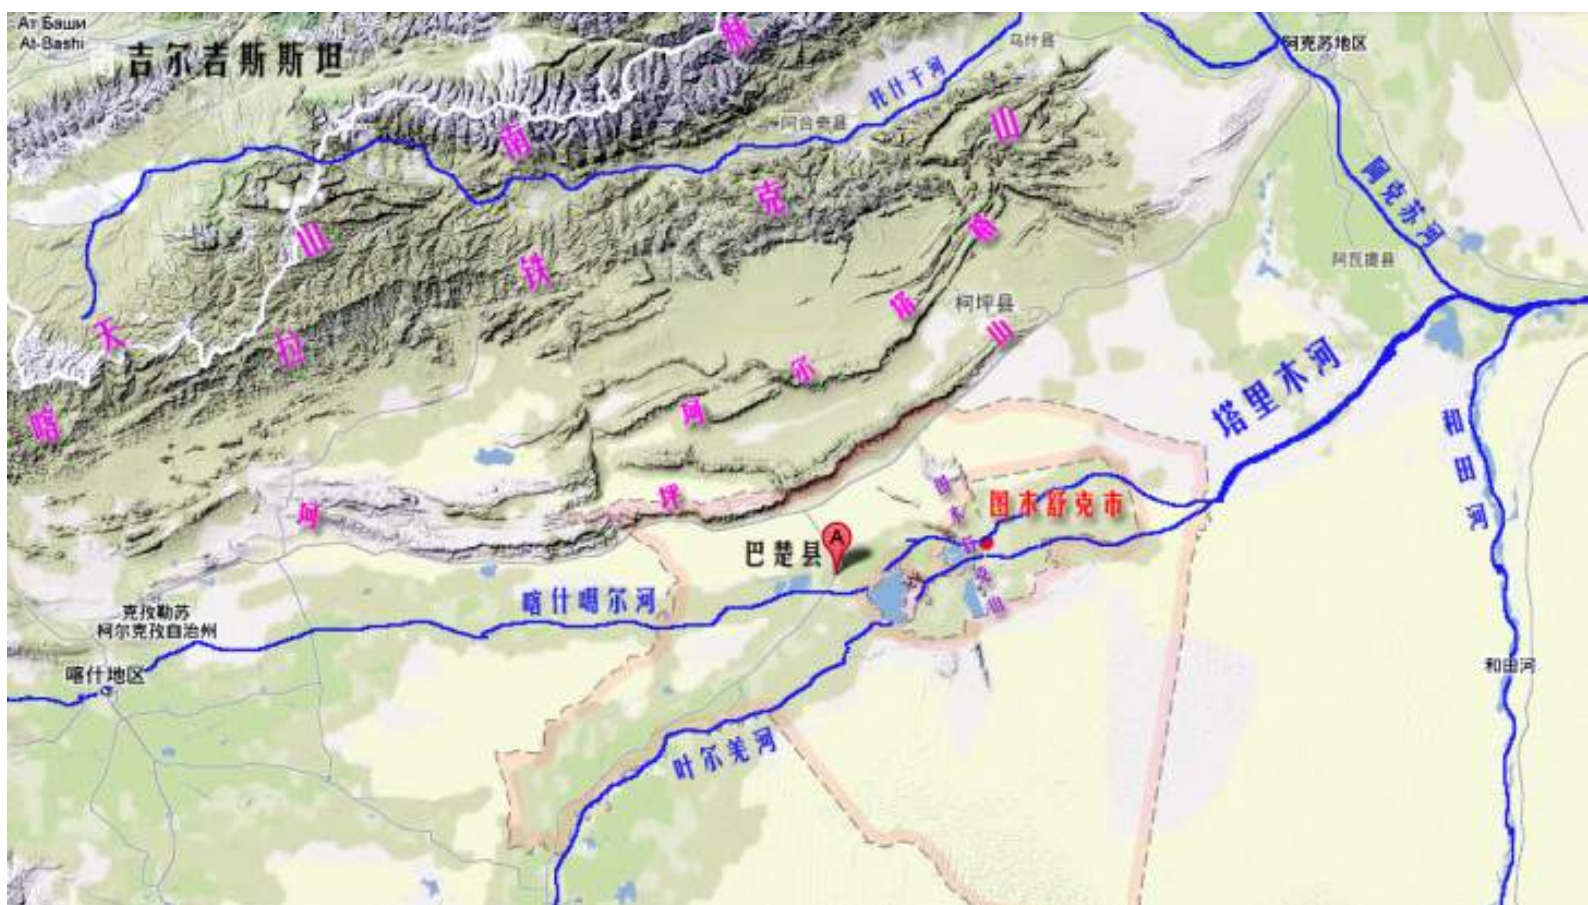 Ат Баши
At-Bashi
吉尔吉斯斯坦
乌什县
阿克苏地区
托什干河
阿合奇县
天山南脉
喀拉铁克山
阿克苏河
阿瓦提县
柯坪县
柯坪山
塔里木河
和田河
图木舒克市
A
巴楚县
喀什噶尔河
克孜勒苏
柯尔克孜自治州
喀什地区
和田河
叶尔羌河